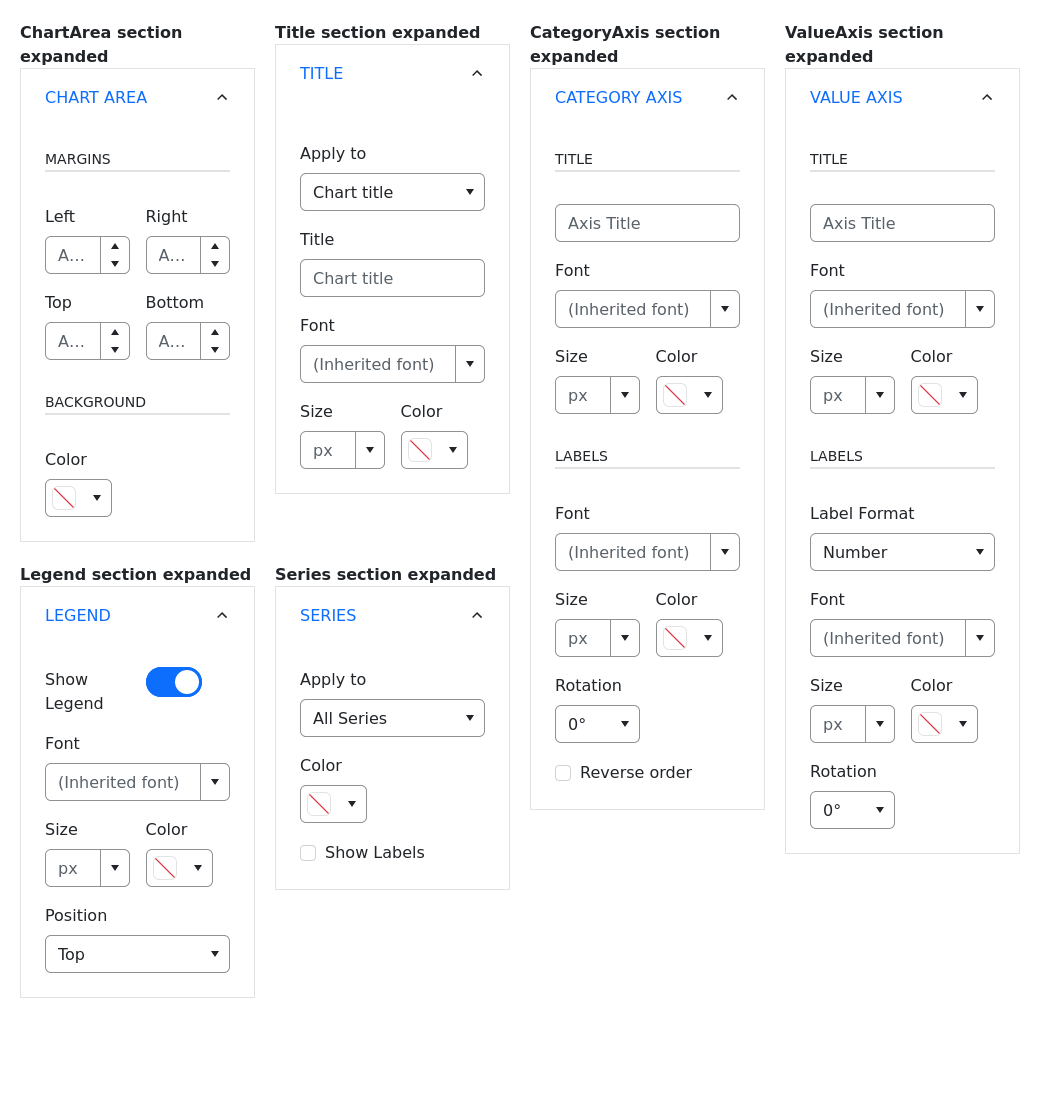 ChartArea section
expanded
CHART AREA
MARGINS
Left Right
A... A...
Top Bottom
A... A...
BACKGROUND
Color
Title section expanded
TITLE
Apply to
Chart title
Title
Chart title
Font
(Inherited font)
Size Color
px
CategoryAxis section
expanded
CATEGORY AXIS
TITLE
Axis Title
Font
(Inherited font)
Size Color
px
LABELS
Font
(Inherited font)
Size Color
px
Rotation
0°
Reverse order
ValueAxis section
expanded
VALUE AXIS
TITLE
Axis Title
Font
(Inherited font)
Size Color
px
LABELS
Label Format
Number
Font
(Inherited font)
Size Color
px
Rotation
0°
Legend section expanded
LEGEND
Show
Legend
Font
(Inherited font)
Size Color
px
Position
Top
Series section expanded
SERIES
Apply to
All Series
Color
Show Labels